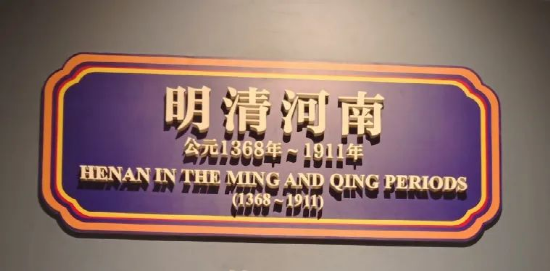 明清河南
公元1368年~1911年
HENAN IN THE MING AND QING PERIODS
(1368~1911)